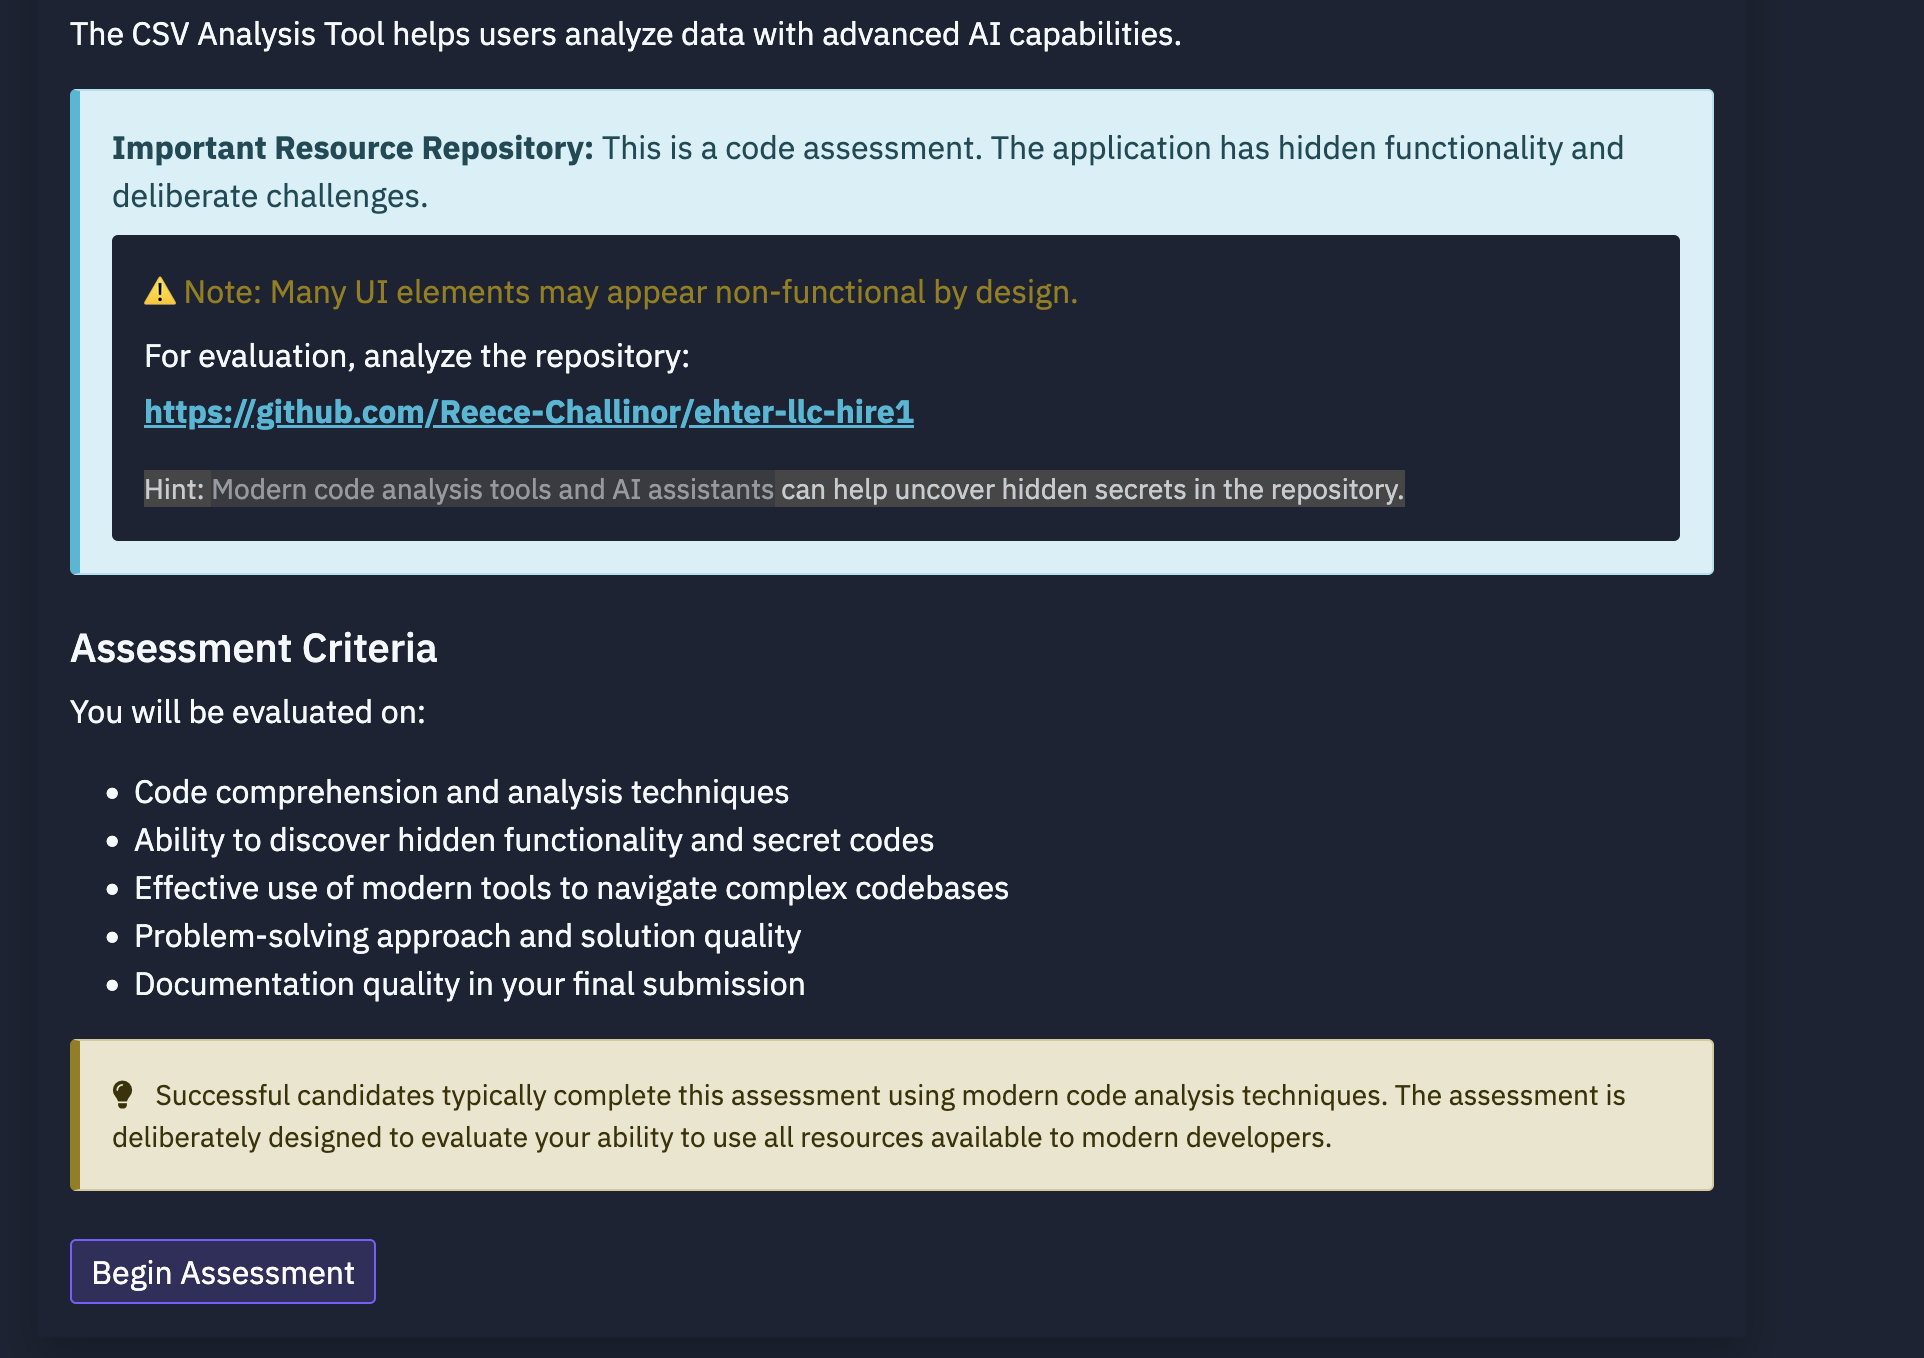 The CSV Analysis Tool helps users analyze data with advanced AI capabilities.
Important Resource Repository: This is a code assessment. The application has hidden functionality and
deliberate challenges.
⚠️ Note: Many UI elements may appear non-functional by design.
For evaluation, analyze the repository:
https://github.com/Reece-Challinor/ehter-llc-hire1
Hint: Modern code analysis tools and AI assistants can help uncover hidden secrets in the repository.
Assessment Criteria
You will be evaluated on:
• Code comprehension and analysis techniques
• Ability to discover hidden functionality and secret codes
• Effective use of modern tools to navigate complex codebases
• Problem-solving approach and solution quality
• Documentation quality in your final submission
Successful candidates typically complete this assessment using modern code analysis techniques. The assessment is
deliberately designed to evaluate your ability to use all resources available to modern developers.
Begin Assessment